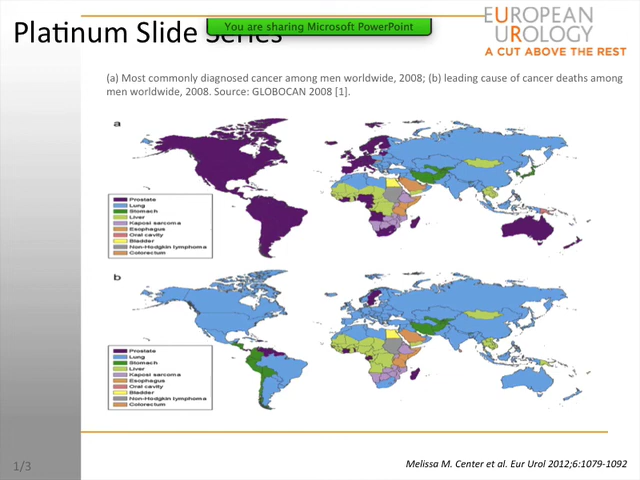 Platinum Slide Series
You are sharing Microsoft PowerPoint
EUROPEAN
UROLOGY
A CUT ABOVE THE REST
(a) Most commonly diagnosed cancer among men worldwide, 2008; (b) leading cause of cancer deaths among
men worldwide, 2008. Source: GLOBOCAN 2008 [1].
a
Prostate
Lung
Stomach
Liver
Kaposi sarcoma
Esophagus
Oral cavity
Bladder
Non-Hodgkin lymphoma
Colorectum
b
Prostate
Lung
Stomach
Liver
Kaposi sarcoma
Esophagus
Oral cavity
Bladder
Non-Hodgkin lymphoma
Colorectum
1/3
Melissa M. Center et al. Eur Urol 2012;6:1079-1092